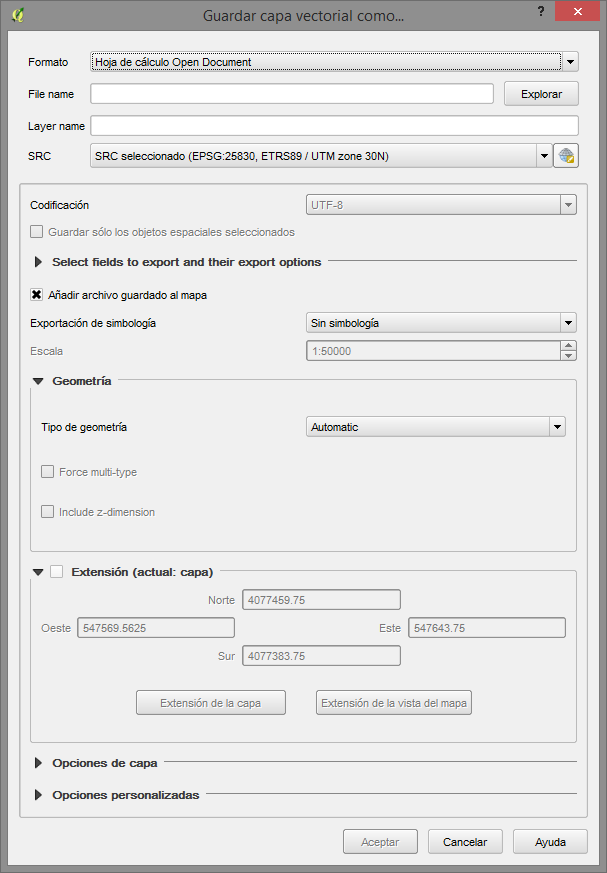 Guardar capa vectorial como...
?
Formato Hoja de cálculo Open Document
File name Explorar
Layer name
SRC SRC seleccionado (EPSG:25830, ETRS89 / UTM zone 30N)
Codificación UTF-8
Guardar sólo los objetos espaciales seleccionados
Select fields to export and their export options
Añadir archivo guardado al mapa
Exportación de simbología Sin simbología
Escala 1:50000
Geometría
Tipo de geometría Automatic
Force multi-type
Include z-dimension
Extensión (actual: capa)
Norte 4077459.75
Oeste 547569.5625 Este 547643.75
Sur 4077383.75
Extensión de la capa Extensión de la vista del mapa
Opciones de capa
Opciones personalizadas
Aceptar Cancelar Ayuda